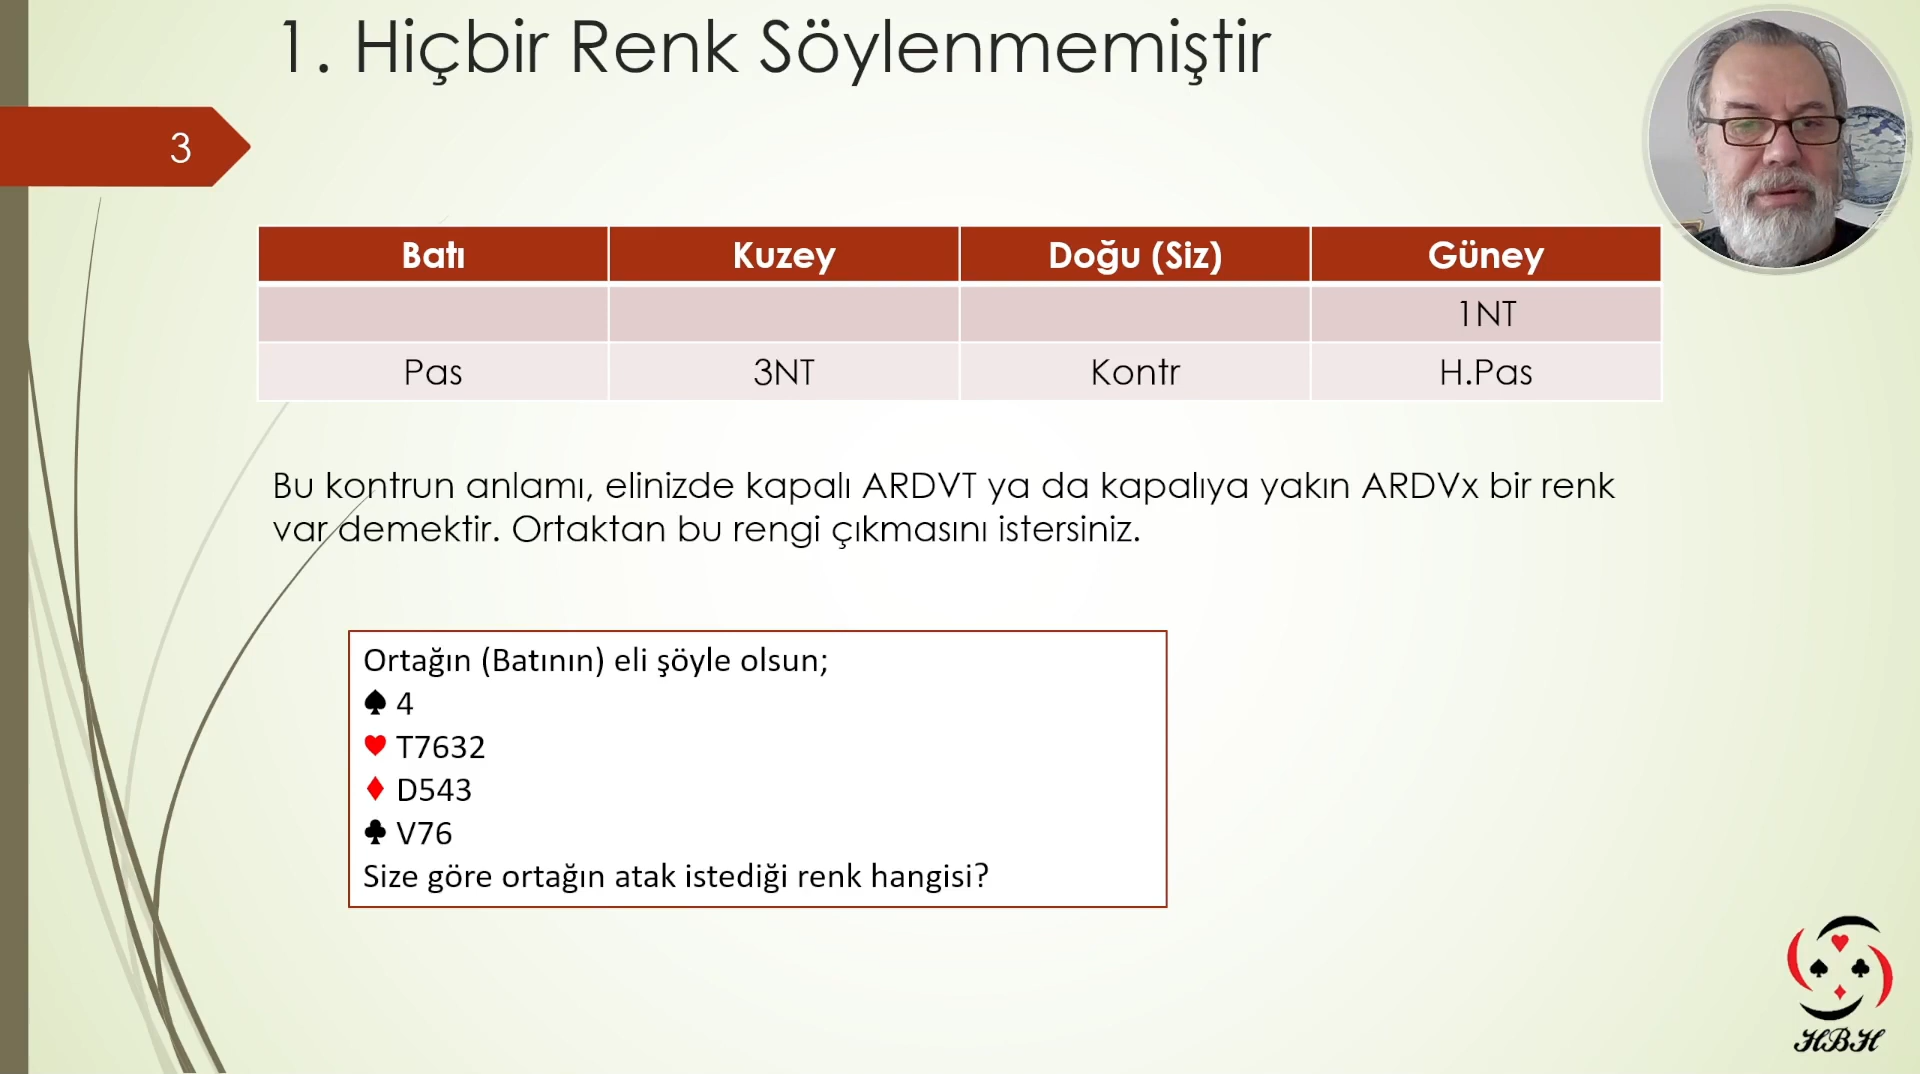 1. Hiçbir Renk Söylenmemiştir
3
Batı Kuzey Doğu (Siz) Güney
1NT
Pas 3NT Kontr H.Pas
Bu kontrun anlamı, elinizde kapalı ARDVT ya da kapalıya yakın ARDVx bir renk
var demektir. Ortaktan bu rengi çıkmasını istersiniz.
Ortağın (Batının) eli şöyle olsun;
♠ 4
♥ T7632
♦ D543
♣ V76
Size göre ortağın atak istediği renk hangisi?
HBH